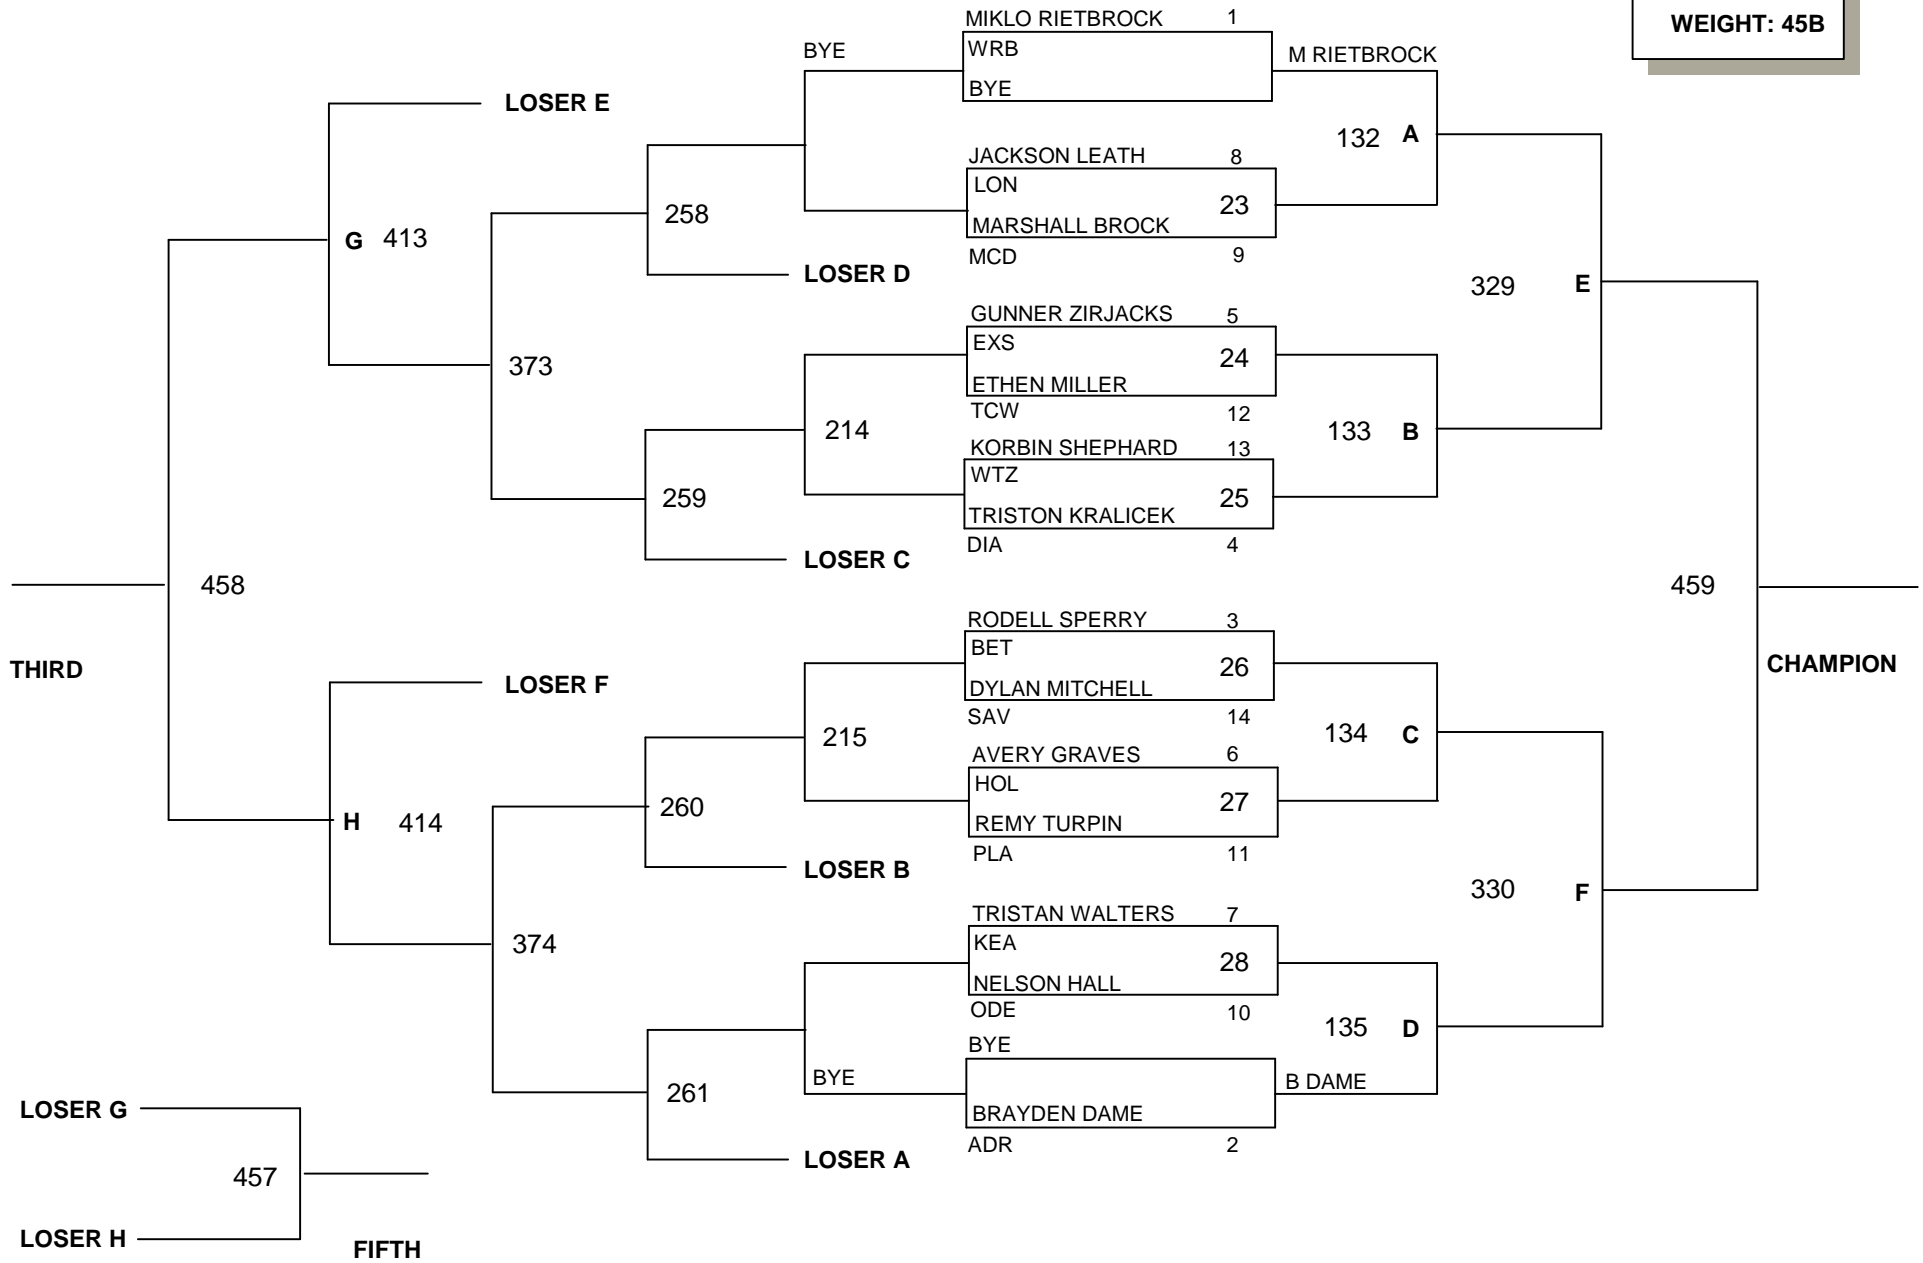 WEIGHT: 45B
MIKLO RIETBROCK 1
WRB
BYE
BYE
M RIETBROCK
132 A
JACKSON LEATH 8
LON
23
MARSHALL BROCK
MCD 9
LOSER E
G 413
258
LOSER D
329 E
GUNNER ZIRJACKS 5
EXS
24
ETHEN MILLER
TCW 12
373
214
133 B
KORBIN SHEPHARD 13
WTZ
25
TRISTON KRALICEK
DIA 4
259
LOSER C
458
459
THIRD
CHAMPION
RODELL SPERRY 3
BET
26
DYLAN MITCHELL
SAV 14
LOSER F
215
134 C
AVERY GRAVES 6
HOL
27
REMY TURPIN
PLA 11
H 414
260
LOSER B
330 F
TRISTAN WALTERS 7
KEA
28
NELSON HALL
ODE 10
374
135 D
BYE
BYE
B DAME
BRAYDEN DAME
ADR 2
261
LOSER A
LOSER G
457
LOSER H
FIFTH